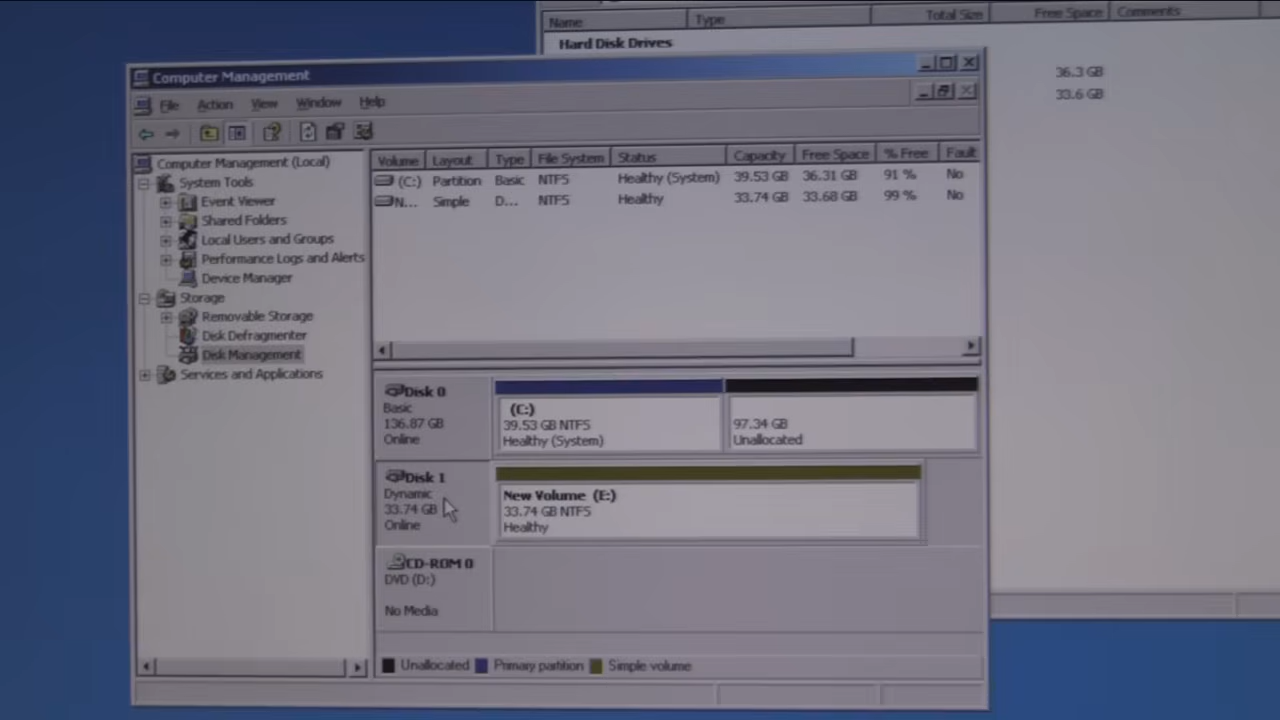 Name Type Total Size Free Space Comments
Hard Disk Drives
36.3 GB
33.6 GB
Computer Management
File Action View Window Help
Computer Management (Local)
System Tools
Event Viewer
Shared Folders
Local Users and Groups
Performance Logs and Alerts
Device Manager
Storage
Removable Storage
Disk Defragmenter
Disk Management
Services and Applications
Volume Layout Type File System Status Capacity Free Space % Free Fault
(C:) Partition Basic NTFS Healthy (System) 39.53 GB 36.31 GB 91 % No
N... Simple D... NTFS Healthy 33.74 GB 33.68 GB 99 % No
Disk 0
Basic
136.87 GB
Online
(C:)
39.53 GB NTFS
Healthy (System)
97.34 GB
Unallocated
Disk 1
Dynamic
33.74 GB
Online
New Volume (E:)
33.74 GB NTFS
Healthy
CD-ROM 0
DVD (D:)
No Media
Unallocated Primary partition Simple volume